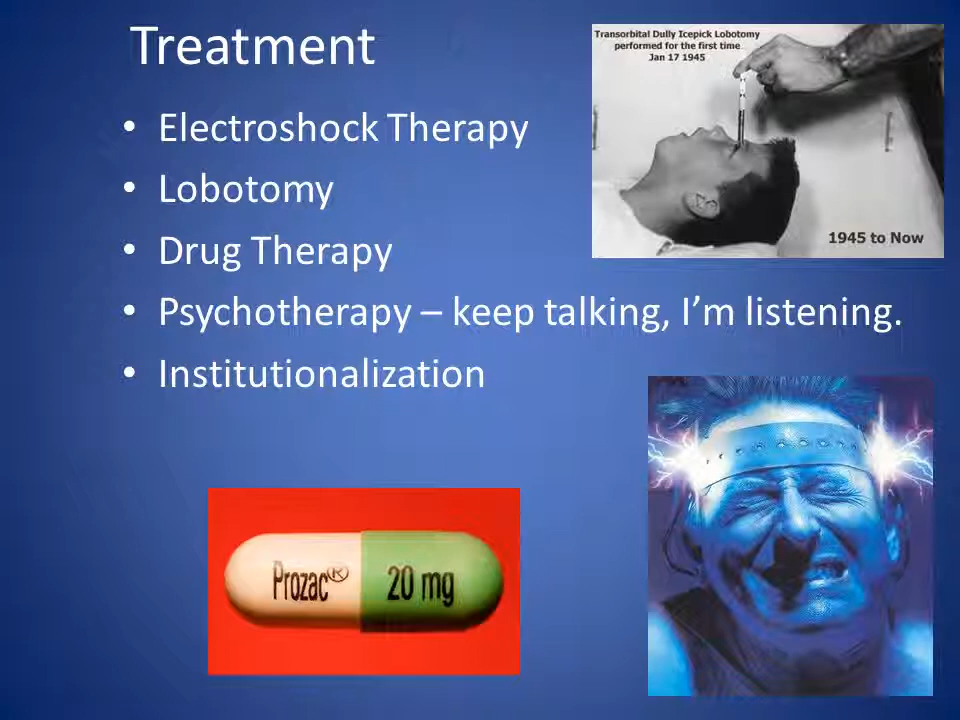 Treatment
• Electroshock Therapy
• Lobotomy
• Drug Therapy
• Psychotherapy – keep talking, I’m listening.
• Institutionalization
Transorbital Dully Icepick Lobotomy
performed for the first time
Jan 17 1945
1945 to Now
Prozac® 20 mg